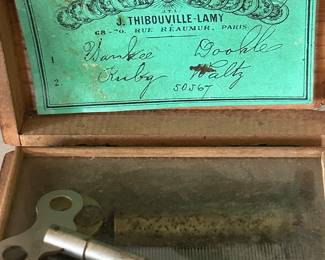 J. THIBOUVILLE-LAMY
68-70, RUE RÉAUMUR, PARIS
1. Yankee Doodle
2. Ruby Waltz
50567